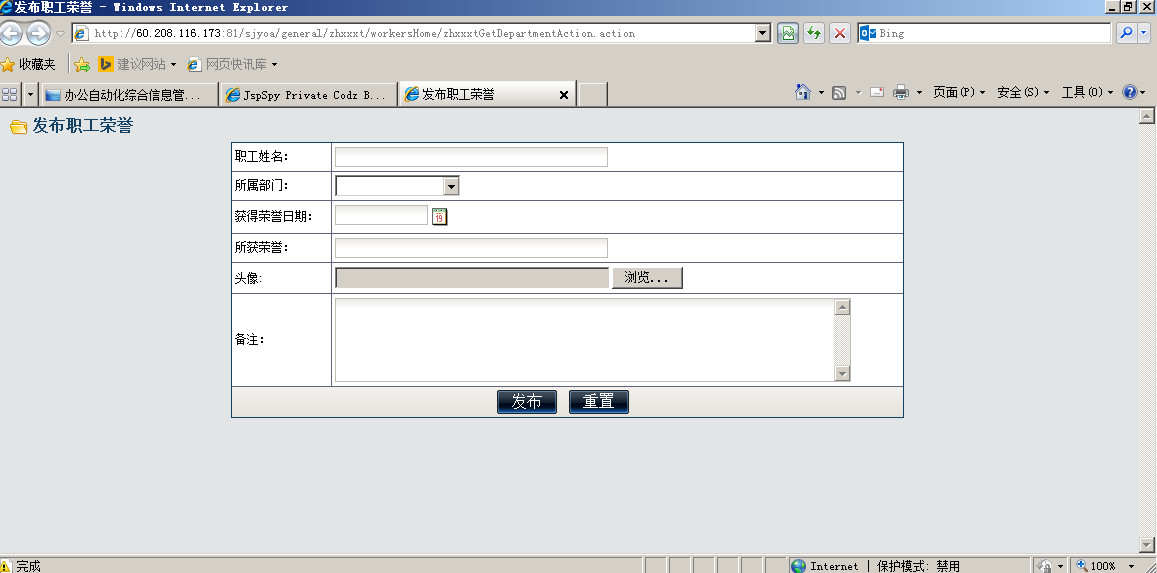 发布职工荣誉 - Windows Internet Explorer
http://60.208.116.173:81/sjyoa/general/zhxxxt/workersHome/zhxxxtGetDepartmentAction.action
Bing
收藏夹 建议网站 网页快讯库
办公自动化综合信息管... JspSpy Private Codz B... 发布职工荣誉 页面(P) 安全(S) 工具(O)
发布职工荣誉
职工姓名:
所属部门:
获得荣誉日期: 19
所获荣誉:
头像: 浏览...
备注:
发布 重置
完成 Internet | 保护模式: 禁用 100%